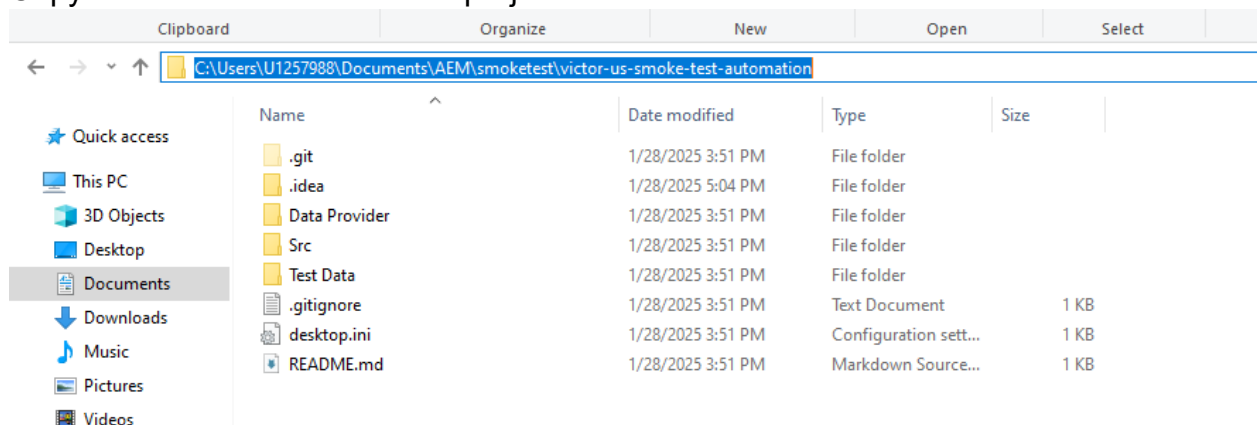 Clipboard Organize New Open Select
C:\Users\U1257988\Documents\AEM\smoketest\victor-us-smoke-test-automation
Name Date modified Type Size
Quick access
This PC
3D Objects
Desktop
Documents
Downloads
Music
Pictures
Videos
.git 1/28/2025 3:51 PM File folder
.idea 1/28/2025 5:04 PM File folder
Data Provider 1/28/2025 3:51 PM File folder
Src 1/28/2025 3:51 PM File folder
Test Data 1/28/2025 3:51 PM File folder
.gitignore 1/28/2025 3:51 PM Text Document 1 KB
desktop.ini 1/28/2025 3:51 PM Configuration sett... 1 KB
README.md 1/28/2025 3:51 PM Markdown Source... 1 KB